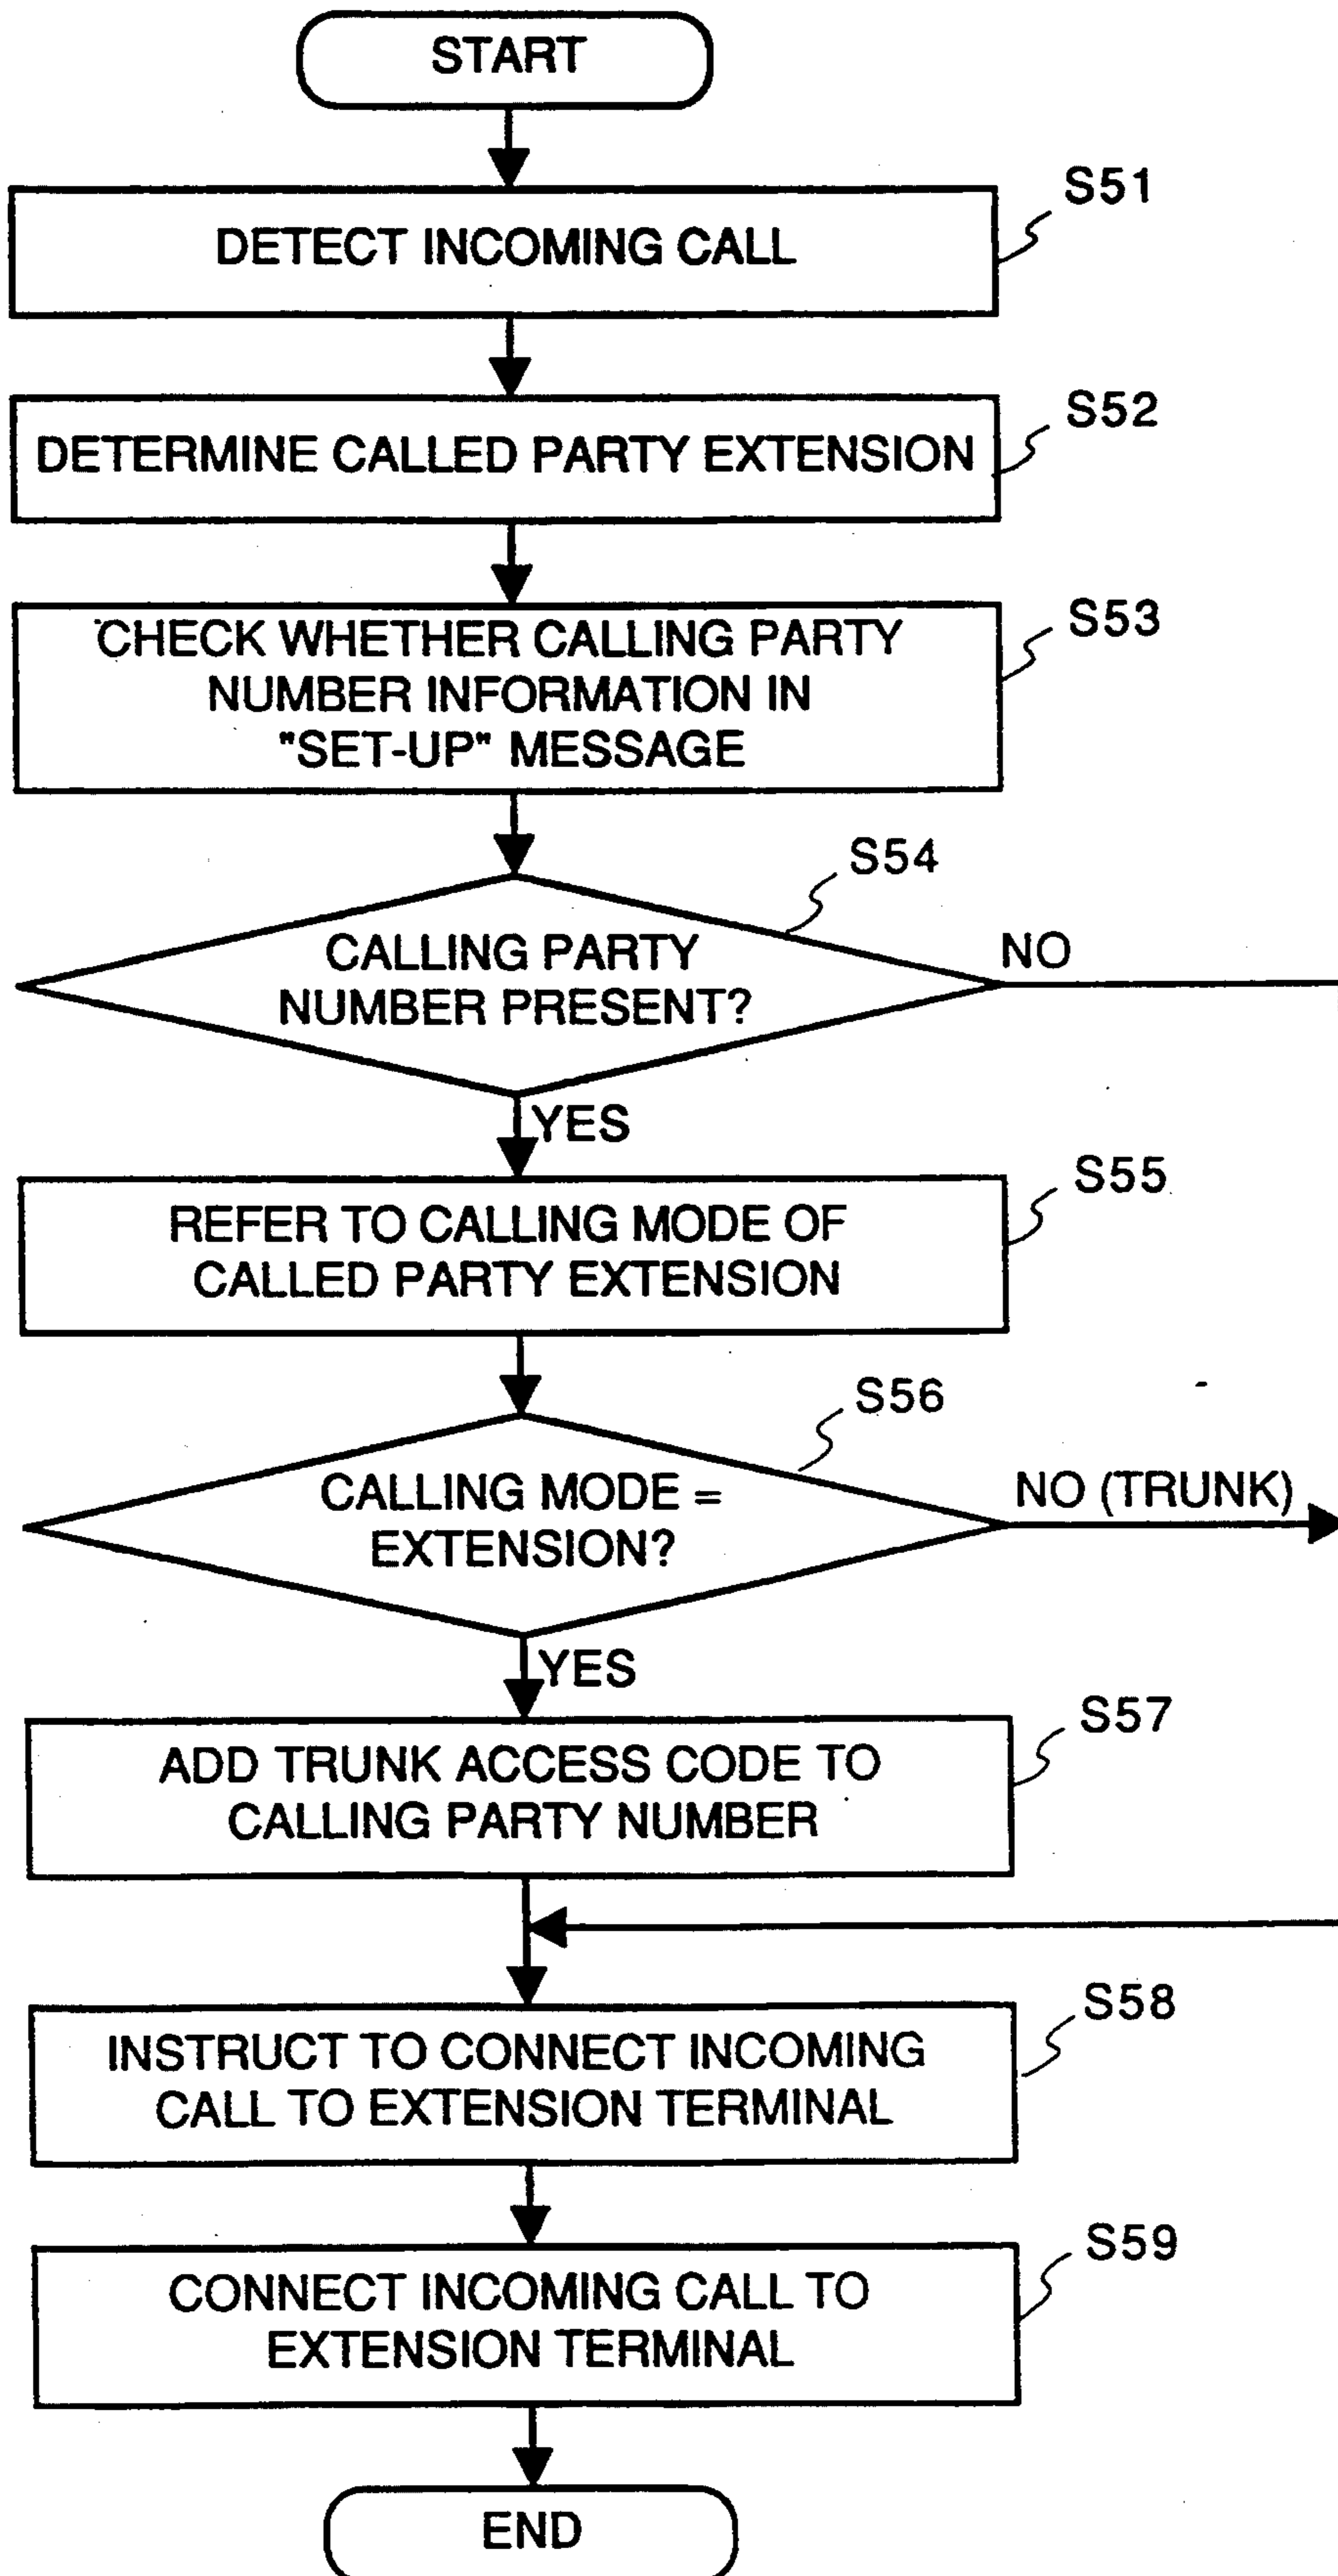 START
S51
DETECT INCOMING CALL
S52
DETERMINE CALLED PARTY EXTENSION
S53
CHECK WHETHER CALLING PARTY
NUMBER INFORMATION IN
"SET-UP" MESSAGE
S54
CALLING PARTY
NUMBER PRESENT?
NO
YES
S55
REFER TO CALLING MODE OF
CALLED PARTY EXTENSION
S56
CALLING MODE =
EXTENSION?
NO (TRUNK)
YES
S57
ADD TRUNK ACCESS CODE TO
CALLING PARTY NUMBER
S58
INSTRUCT TO CONNECT INCOMING
CALL TO EXTENSION TERMINAL
S59
CONNECT INCOMING CALL TO
EXTENSION TERMINAL
END